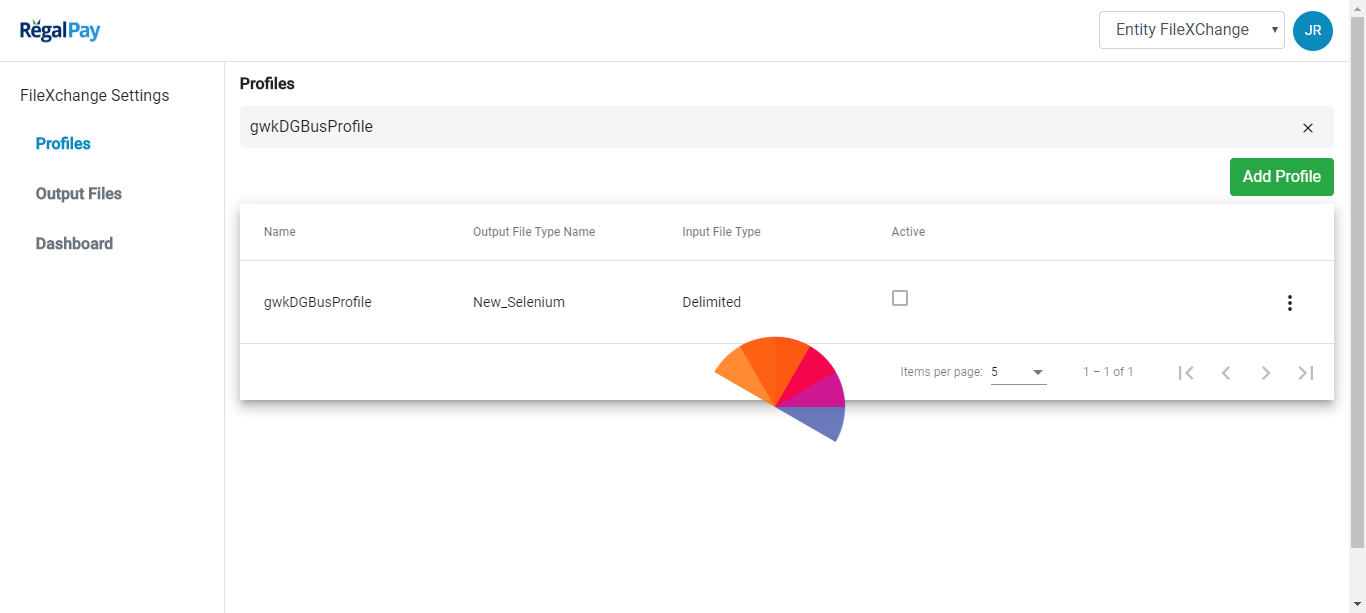 RegalPay
Entity FileXChange
JR
FileXchange Settings
Profiles
Output Files
Dashboard
Profiles
gwkDGBusProfile
Add Profile
Name Output File Type Name Input File Type Active
gwkDGBusProfile New_Selenium Delimited
Items per page: 5 1 – 1 of 1